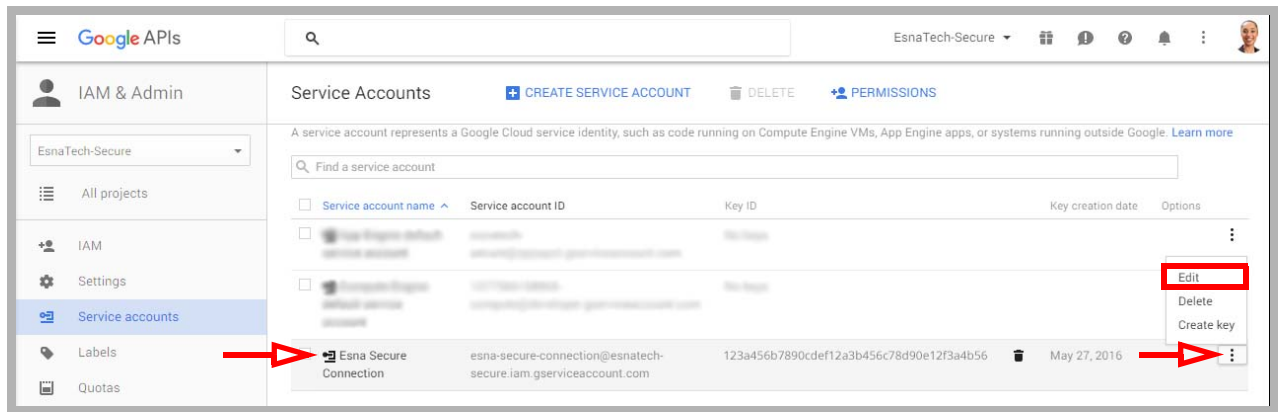 Google APIs
EsnaTech-Secure
IAM & Admin
Service Accounts
CREATE SERVICE ACCOUNT
DELETE
PERMISSIONS
A service account represents a Google Cloud service identity, such as code running on Compute Engine VMs, App Engine apps, or systems running outside Google. Learn more
EsnaTech-Secure
Find a service account
All projects
Service account name
Service account ID
Key ID
Key creation date
Options
IAM
Settings
Service accounts
Labels
Quotas
Edit
Delete
Create key
Esna Secure
Connection
esna-secure-connection@esnatech-
secure.iam.gserviceaccount.com
123a456b7890cdef12a3b456c78d90e12f3a4b56
May 27, 2016